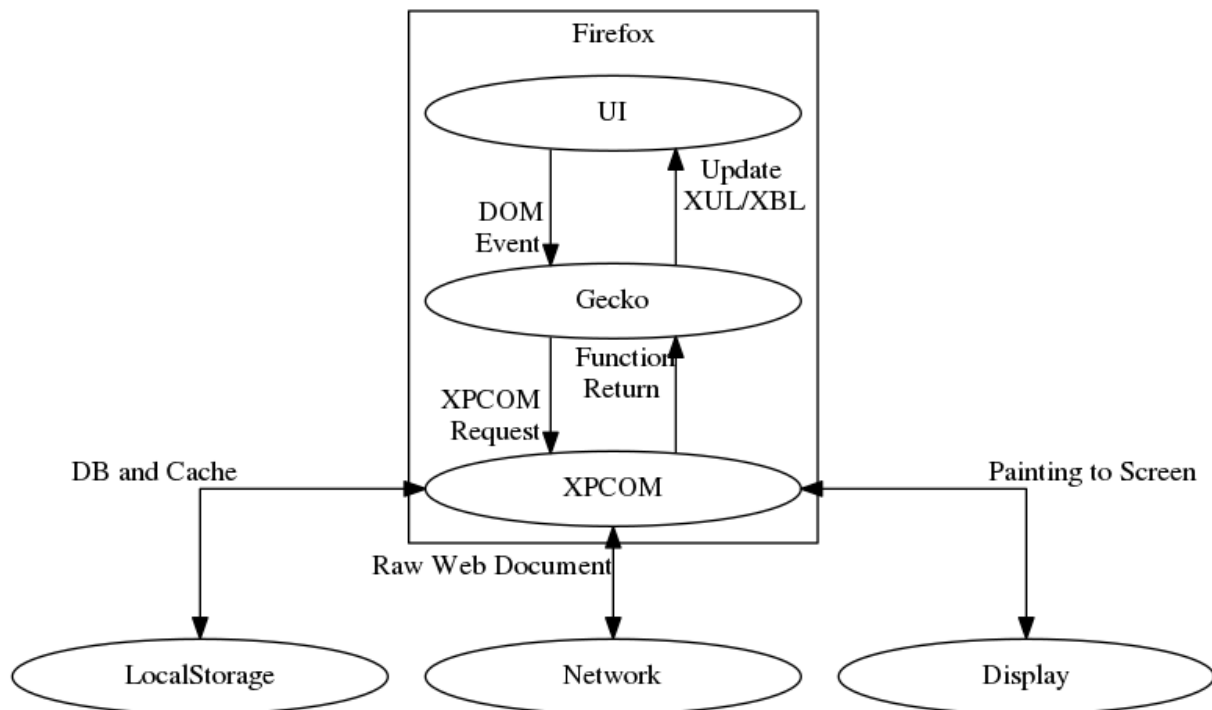 Firefox
UI
Update
XUL/XBL
DOM
Event
Gecko
Function
Return
XPCOM
Request
DB and Cache
XPCOM
Painting to Screen
Raw Web Document
LocalStorage
Network
Display